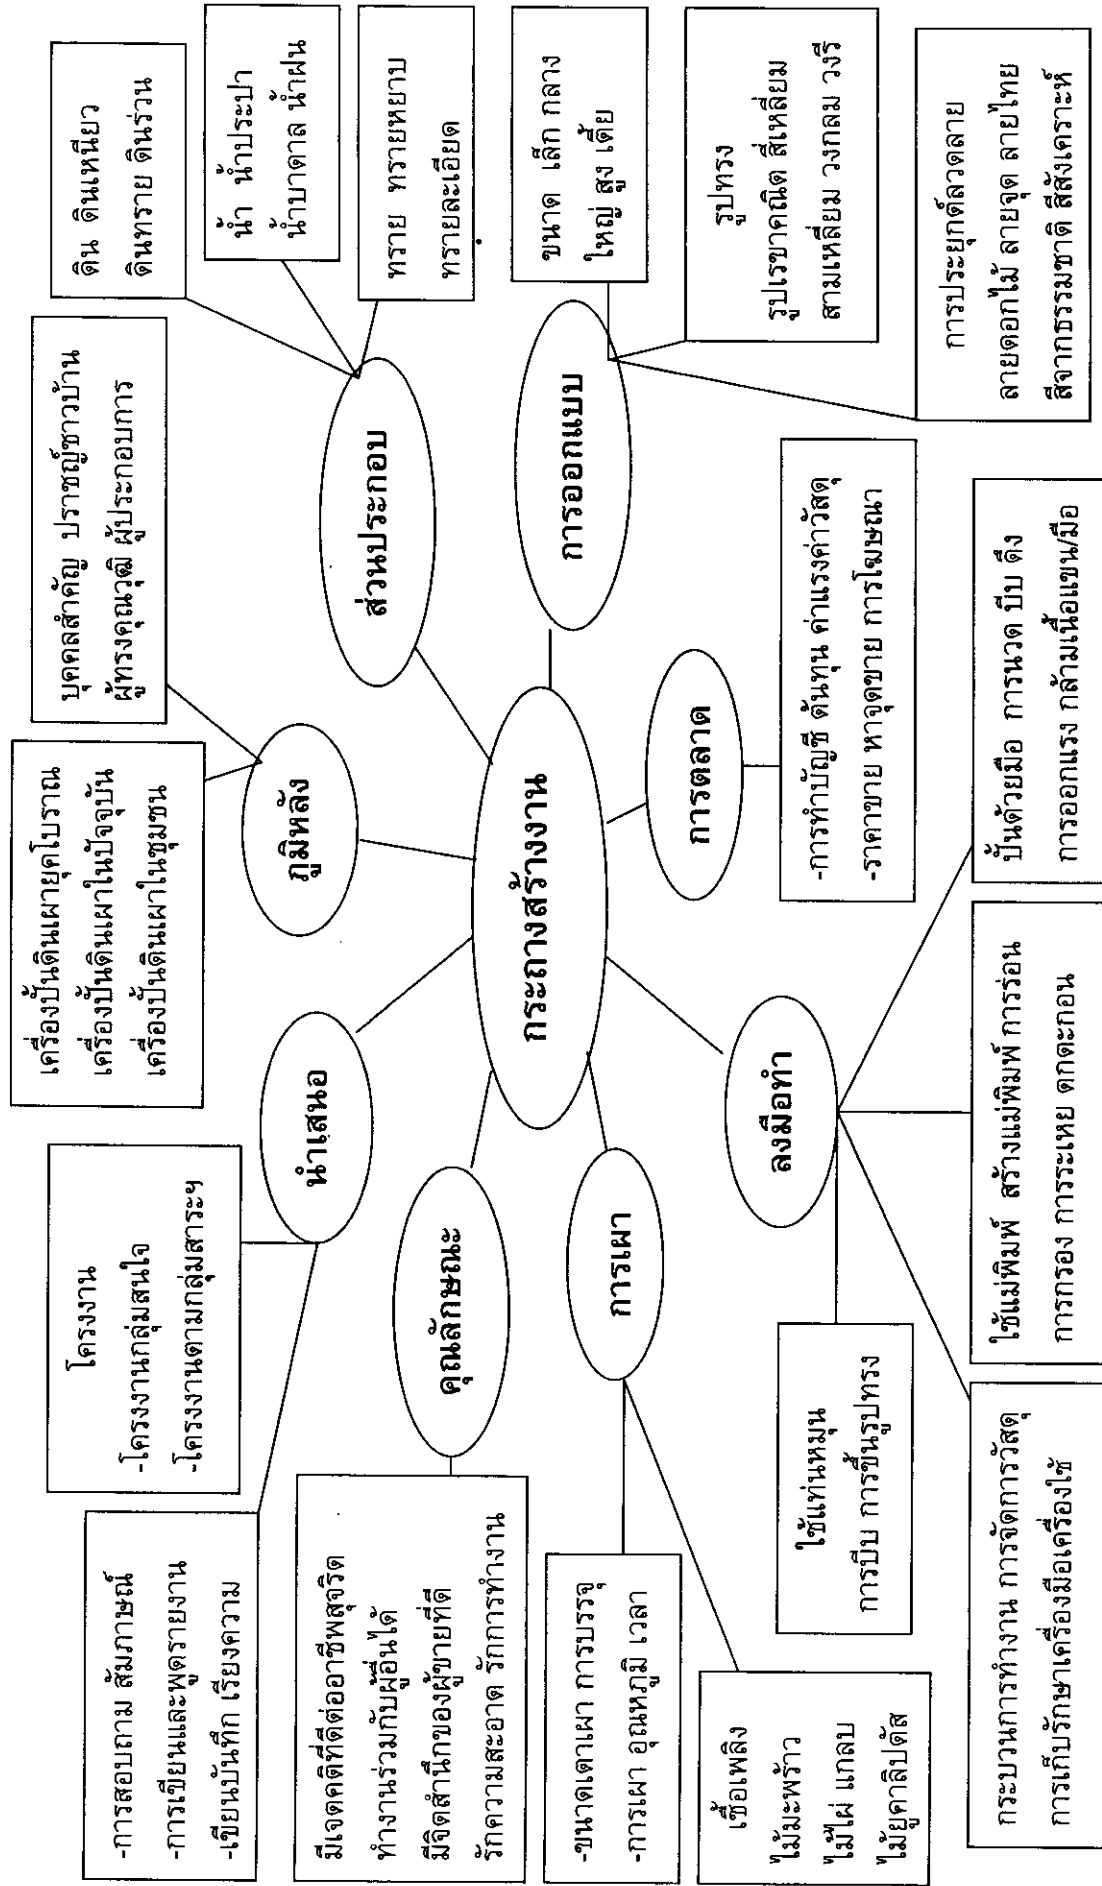 -การสอบถาม สัมภาษณ์
-การเขียนและพูดรายงาน
-เขียนบันทึก เรียงความ
โครงงาน
-โครงงานกลุ่มสนใจ
-โครงงานตามกลุ่มสาระฯ
เครื่องปั้นดินเผายุคโบราณ
เครื่องปั้นดินเผาในปัจจุบัน
เครื่องปั้นดินเผาในชุมชน
บุคคลสำคัญ ปราชญ์ชาวบ้าน
ผู้ทรงคุณวุฒิ ผู้ประกอบการ
ดิน ดินเหนียว
ดินทราย ดินร่วน
น้ำ น้ำประปา
น้ำบาดาล น้ำฝน
ทราย ทรายหยาบ
ทรายละเอียด
นำเสนอ
ภูมิหลัง
ส่วนประกอบ
มีเจตคติที่ดีต่ออาชีพสุจริต
ทำงานร่วมกับผู้อื่นได้
มีจิตสำนึกของผู้ขายที่ดี
รักความสะอาด รักการทำงาน
คุณลักษณะ
กระถางสร้างงาน
การออกแบบ
ขนาด เล็ก กลาง
ใหญ่ สูง เตี้ย
รูปทรง
รูปเรขาคณิต สี่เหลี่ยม
สามเหลี่ยม วงกลม วงรี
การประยุกต์ลวดลาย
ลายดอกไม้ ลายจุด ลายไทย
สีจากธรรมชาติ สีสังเคราะห์
-ขนาดเตาเผา การบรรจุ
-การเผา อุณหภูมิ เวลา
การเผา
การตลาด
เชื้อเพลิง
ไม้มะพร้าว
ไม้ไผ่ แกลบ
ไม้ยูคาลิปตัส
ลงมือทำ
-การทำบัญชี ต้นทุน ค่าแรงค่าวัสดุ
-ราคาขาย หาจุดขาย การโฆษณา
ใช้แท่นหมุน
การบีบ การขึ้นรูปทรง
กระบวนการทำงาน การจัดการวัสดุ
การเก็บรักษาเครื่องมือเครื่องใช้
ใช้แม่พิมพ์ สร้างแม่พิมพ์ การร่อน
การกรอง การระเหย ตกตะกอน
ปั้นด้วยมือ การนวด บีบ ดึง
การออกแรง กล้ามเนื้อแขน/มือ